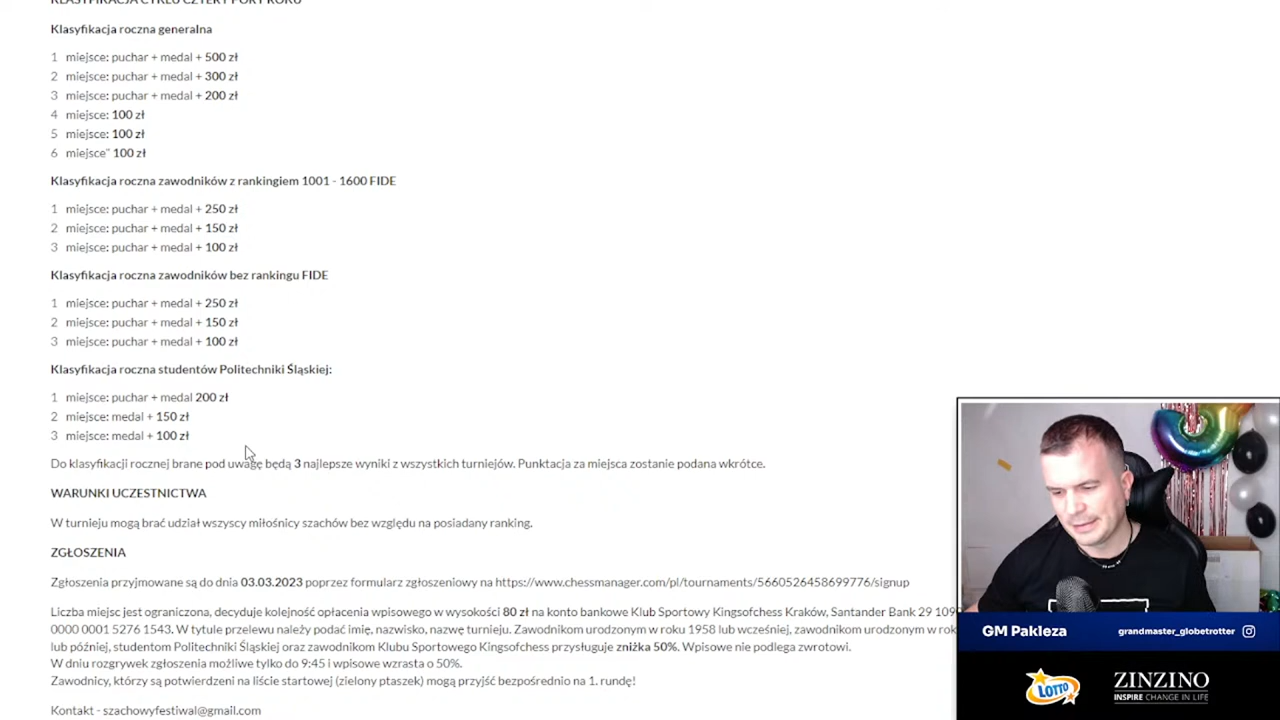 KLASYFIKACJA CYKLU CZTERY PORY ROKU
Klasyfikacja roczna generalna
1 miejsce: puchar + medal + 500 zł
2 miejsce: puchar + medal + 300 zł
3 miejsce: puchar + medal + 200 zł
4 miejsce: 100 zł
5 miejsce: 100 zł
6 miejsce" 100 zł
Klasyfikacja roczna zawodników z rankingiem 1001 - 1600 FIDE
1 miejsce: puchar + medal + 250 zł
2 miejsce: puchar + medal + 150 zł
3 miejsce: puchar + medal + 100 zł
Klasyfikacja roczna zawodników bez rankingu FIDE
1 miejsce: puchar + medal + 250 zł
2 miejsce: puchar + medal + 150 zł
3 miejsce: puchar + medal + 100 zł
Klasyfikacja roczna studentów Politechniki Śląskiej:
1 miejsce: puchar + medal 200 zł
2 miejsce: medal + 150 zł
3 miejsce: medal + 100 zł
Do klasyfikacji rocznej brane pod uwagę będą 3 najlepsze wyniki z wszystkich turniejów. Punktacja za miejsca zostanie podana wkrótce.
WARUNKI UCZESTNICTWA
W turnieju mogą brać udział wszyscy miłośnicy szachów bez względu na posiadany ranking.
ZGŁOSZENIA
Zgłoszenia przyjmowane są do dnia 03.03.2023 poprzez formularz zgłoszeniowy na https://www.chessmanager.com/pl/tournaments/5660526458699776/signup
Liczba miejsc jest ograniczona, decyduje kolejność opłacenia wpisowego w wysokości 80 zł na konto bankowe Klub Sportowy Kingsofchess Kraków, Santander Bank 29 1090
0000 0001 5276 1543. W tytule przelewu należy podać imię, nazwisko, nazwę turnieju. Zawodnikom urodzonym w roku 1958 lub wcześniej, zawodnikom urodzonym w rok
lub później, studentom Politechniki Śląskiej oraz zawodnikom Klubu Sportowego Kingsofchess przysługuje zniżka 50%. Wpisowe nie podlega zwrotowi.
W dniu rozgrywek zgłoszenia możliwe tylko do 9:45 i wpisowe wzrasta o 50%.
Zawodnicy, którzy są potwierdzeni na liście startowej (zielony ptaszek) mogą przyjść bezpośrednio na 1. rundę!
Kontakt - szachowyfestiwal@gmail.com
GM Pakleza
grandmaster_globetrotter
LOTTO
ZINZINO
INSPIRE CHANGE IN LIFE